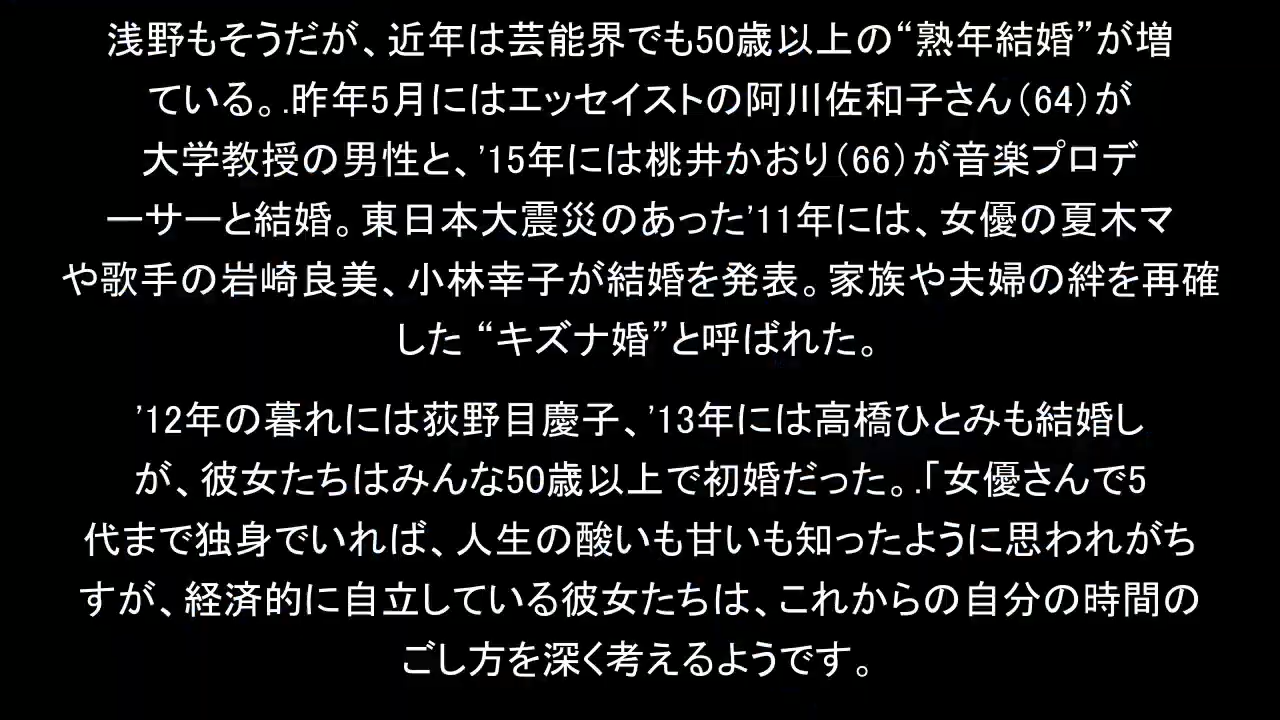 浅野もそうだが、近年は芸能界でも50歳以上の“熟年結婚”が増
ている。.昨年5月にはエッセイストの阿川佐和子さん（64）が
大学教授の男性と、’15年には桃井かおり（66）が音楽プロデ
ーサーと結婚。東日本大震災のあった’11年には、女優の夏木マ
や歌手の岩崎良美、小林幸子が結婚を発表。家族や夫婦の絆を再確
した “キズナ婚”と呼ばれた。
’12年の暮れには荻野目慶子、’13年には高橋ひとみも結婚し
が、彼女たちはみんな50歳以上で初婚だった。.「女優さんで5
代まで独身でいれば、人生の酸いも甘いも知ったように思われがち
すが、経済的に自立している彼女たちは、これからの自分の時間の
ごし方を深く考えるようです。